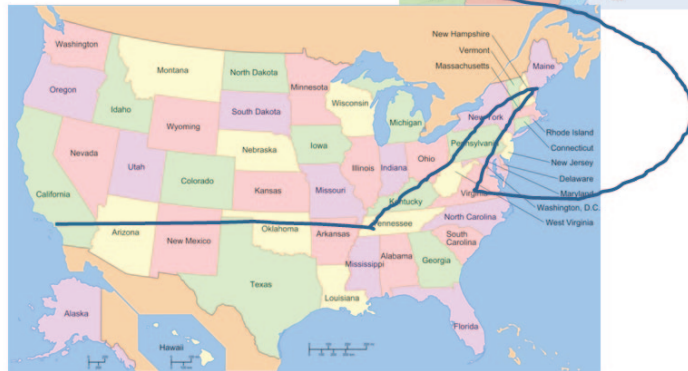 New Hampshire
Vermont
Massachusetts
Washington
Maine
Montana
North Dakota
Minnesota
Oregon
Idaho
Wisconsin
South Dakota
New York
Michigan
Wyoming
Rhode Island
Connecticut
Pennsylvania
Iowa
Nebraska
Nevada
Ohio
New Jersey
Utah
Illinois
Indiana
Delaware
Colorado
Maryland
California
Kansas
Missouri
Virginia
Kentucky
Washington, D.C.
North Carolina
West Virginia
Tennessee
Oklahoma
Arizona
Arkansas
New Mexico
South
Carolina
Mississippi
Alabama
Georgia
Texas
Louisiana
Alaska
Florida
Hawaii